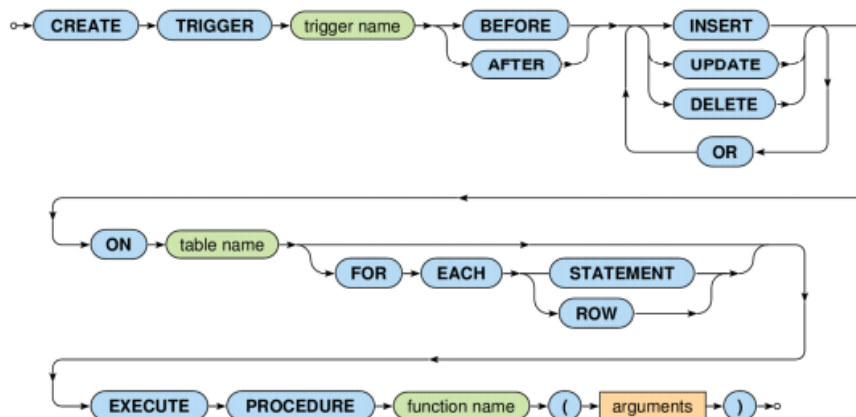 CREATE TRIGGER trigger name BEFORE INSERT
AFTER UPDATE
DELETE
OR
ON table name
FOR EACH STATEMENT
ROW
EXECUTE PROCEDURE function name ( arguments )